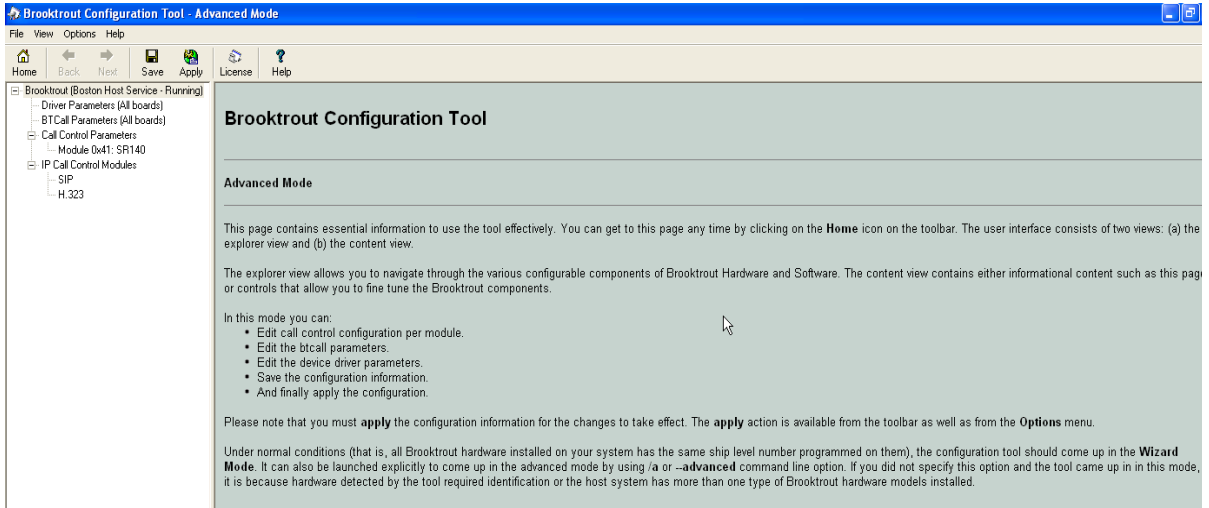 Brooktrout Configuration Tool - Advanced Mode
File View Options Help
Home Back Next Save Apply License Help
Brooktrout (Boston Host Service - Running)
Driver Parameters (All boards)
BTCall Parameters (All boards)
Call Control Parameters
Module 0x41: SR140
IP Call Control Modules
SIP
H.323
Brooktrout Configuration Tool
Advanced Mode
This page contains essential information to use the tool effectively. You can get to this page any time by clicking on the Home icon on the toolbar. The user interface consists of two views: (a) the
explorer view and (b) the content view.
The explorer view allows you to navigate through the various configurable components of Brooktrout Hardware and Software. The content view contains either informational content such as this pag
or controls that allow you to fine tune the Brooktrout components.
In this mode you can:
• Edit call control configuration per module.
• Edit the btcall parameters.
• Edit the device driver parameters.
• Save the configuration information.
• And finally apply the configuration.
Please note that you must apply the configuration information for the changes to take effect. The apply action is available from the toolbar as well as from the Options menu.
Under normal conditions (that is, all Brooktrout hardware installed on your system has the same ship level number programmed on them), the configuration tool should come up in the Wizard
Mode. It can also be launched explicitly to come up in the advanced mode by using /a or --advanced command line option. If you did not specify this option and the tool came up in in this mode,
it is because hardware detected by the tool required identification or the host system has more than one type of Brooktrout hardware models installed.